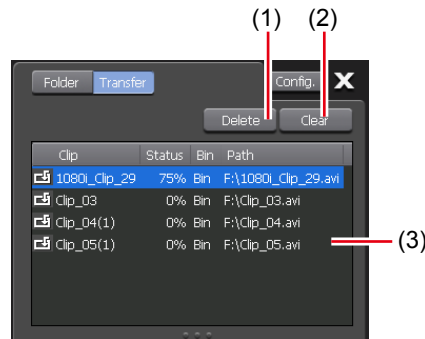 (1) (2)
Folder Transfer Config. X
Delete Clear
Clip Status Bin Path
1080i_Clip_29 75% Bin F:\1080i_Clip_29.avi
Clip_03 0% Bin F:\Clip_03.avi
Clip_04(1) 0% Bin F:\Clip_04.avi
Clip_05(1) 0% Bin F:\Clip_05.avi
(3)